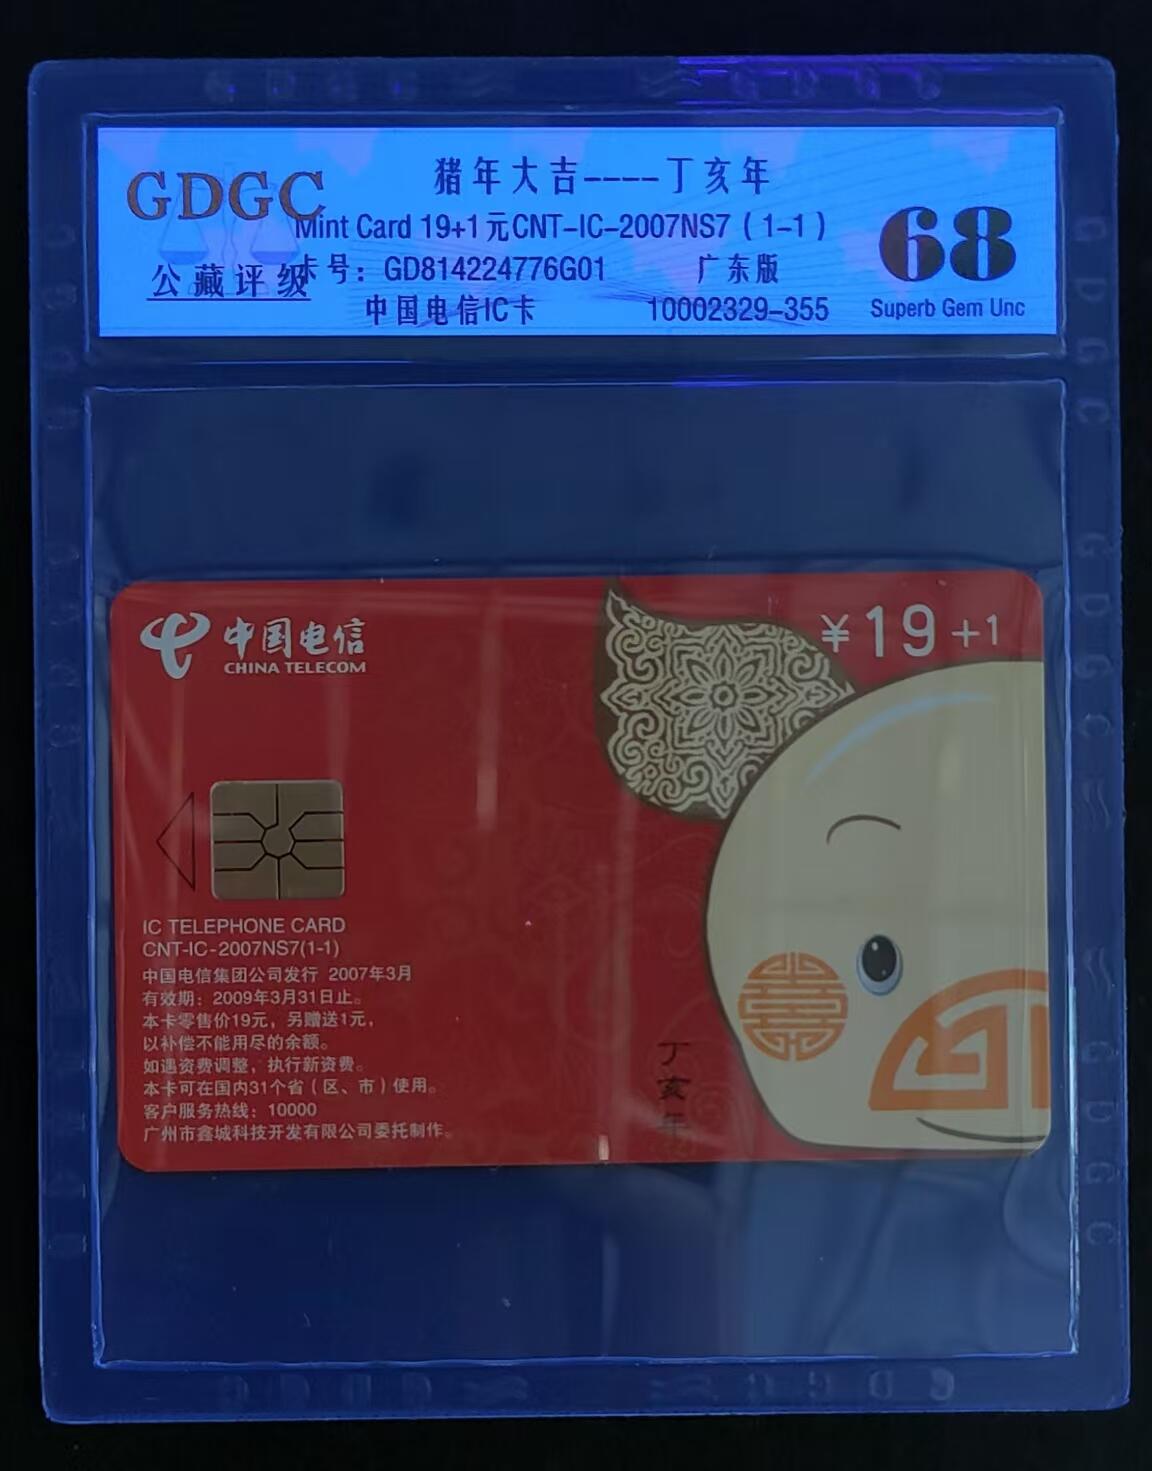 GDGC
公藏评级
猪年大吉----丁亥年
Mint Card 19+1元CNT-IC-2007NS7（1-1）
卡号：GD814224776G01 广东版
中国电信IC卡 10002329-355
68
Superb Gem Unc
中国电信
CHINA TELECOM
¥19+1
IC TELEPHONE CARD
CNT-IC-2007NS7(1-1)
中国电信集团公司发行 2007年3月
有效期：2009年3月31日止。
本卡零售价19元，另赠送1元，
以补偿不能用尽的余额。
如遇资费调整，执行新资费。
本卡可在国内31个省（区、市）使用。
客户服务热线：10000
广州市鑫城科技开发有限公司委托制作。
丁亥年